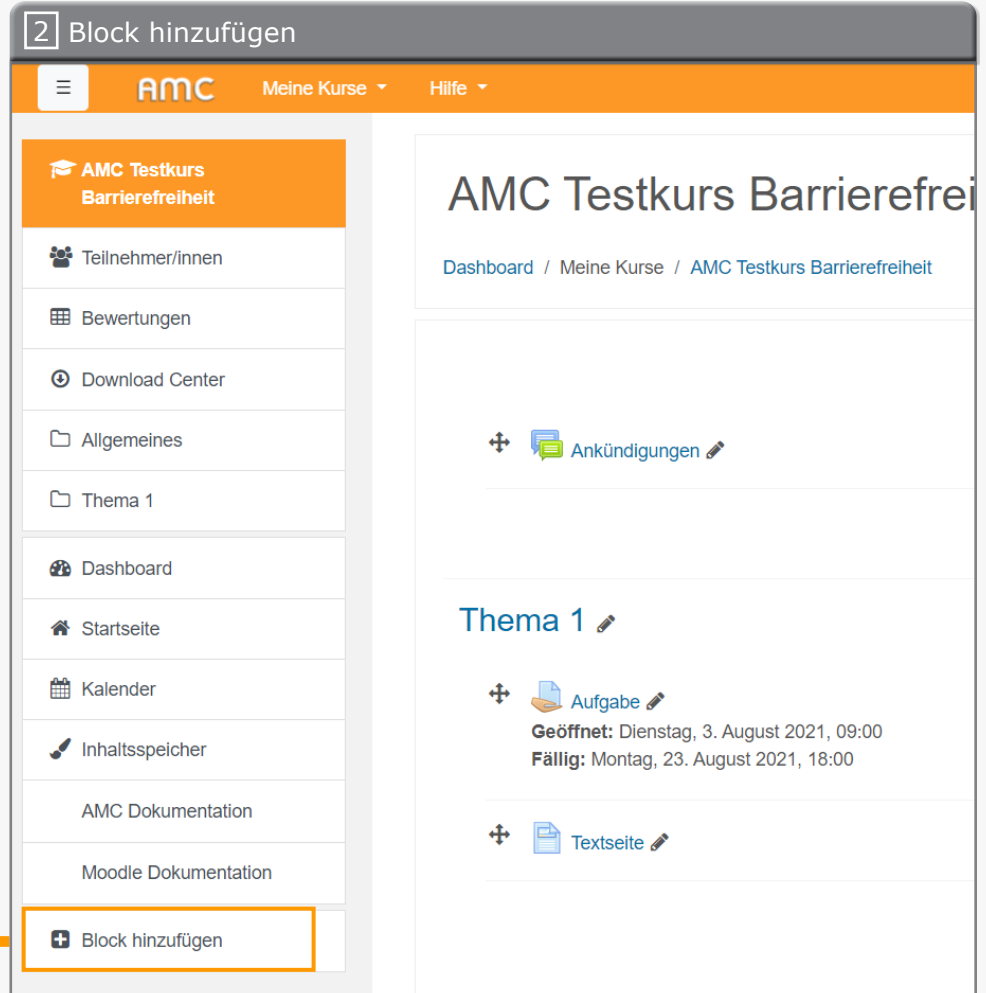 2 Block hinzufügen
AMC Meine Kurse Hilfe
AMC Testkurs
Barrierefreiheit
Teilnehmer/innen
Bewertungen
Download Center
Allgemeines
Thema 1
Dashboard
Startseite
Kalender
Inhaltsspeicher
AMC Dokumentation
Moodle Dokumentation
Block hinzufügen
AMC Testkurs Barrierefrei
Dashboard / Meine Kurse / AMC Testkurs Barrierefreiheit
Ankündigungen
Thema 1
Aufgabe
Geöffnet: Dienstag, 3. August 2021, 09:00
Fällig: Montag, 23. August 2021, 18:00
Textseite